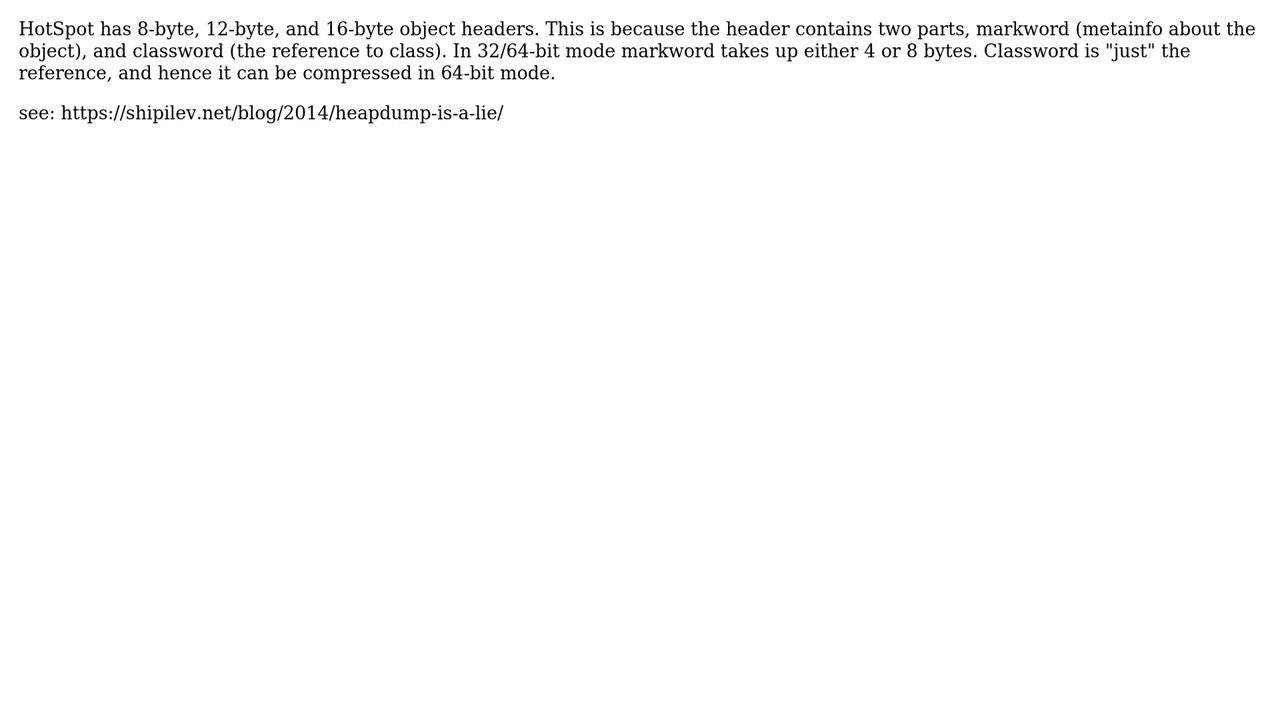 HotSpot has 8-byte, 12-byte, and 16-byte object headers. This is because the header contains two parts, markword (metainfo about the
object), and classword (the reference to class). In 32/64-bit mode markword takes up either 4 or 8 bytes. Classword is "just" the
reference, and hence it can be compressed in 64-bit mode.
see: https://shipilev.net/blog/2014/heapdump-is-a-lie/